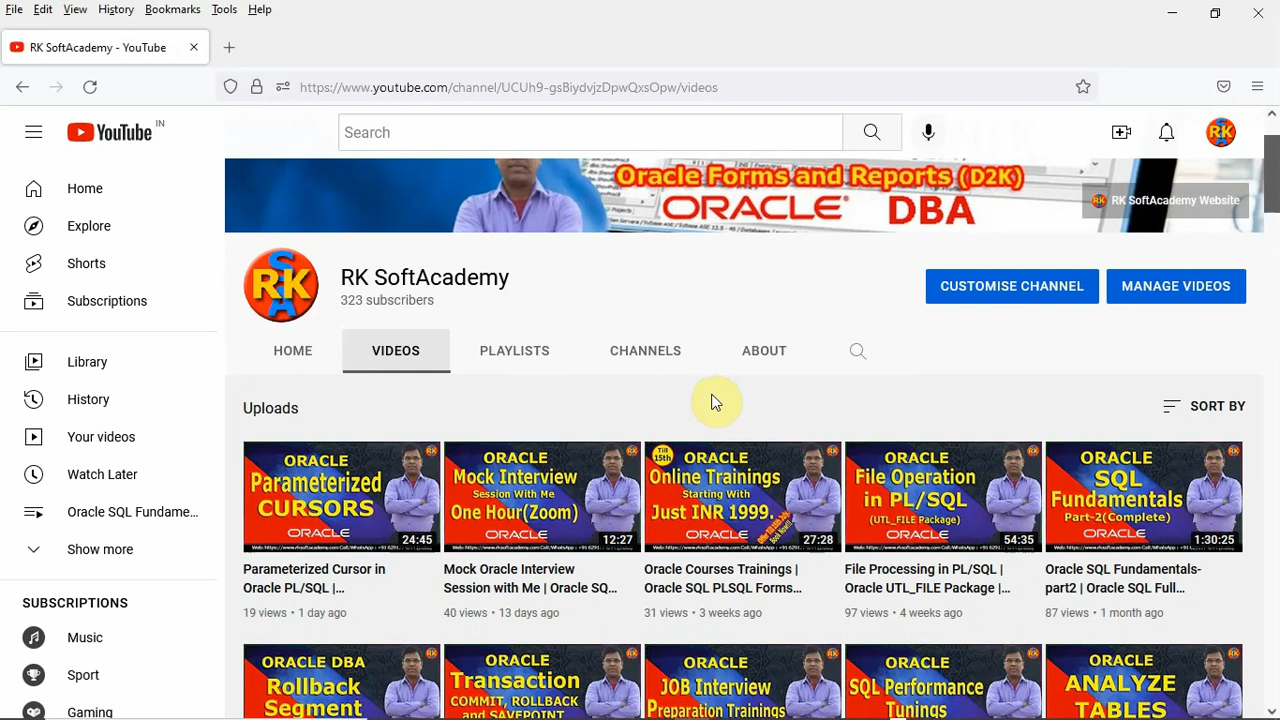 File Edit View History Bookmarks Tools Help
RK SoftAcademy - YouTube
https://www.youtube.com/channel/UCUh9-gsBiydvjzDpwQxsOpw/videos
YouTube IN
Search
RK
Home
Explore
Shorts
Subscriptions
Library
History
Your videos
Watch Later
Oracle SQL Fundame...
Show more
SUBSCRIPTIONS
Music
Sport
Gaming
Oracle Forms and Reports (D2K)
ORACLE DBA
RK SoftAcademy Website
RK
RK SoftAcademy
323 subscribers
CUSTOMISE CHANNEL
MANAGE VIDEOS
HOME VIDEOS PLAYLISTS CHANNELS ABOUT
Uploads
SORT BY
ORACLE
Parameterized
CURSORS
ORACLE
24:45
Parameterized Cursor in
Oracle PL/SQL |...
19 views • 1 day ago
ORACLE
Mock Interview
Session With Me
One Hour(Zoom)
ORACLE
12:27
Mock Oracle Interview
Session with Me | Oracle SQ...
40 views • 13 days ago
Till
15th
ORACLE
Online Trainings
Starting With
Just INR 1999.
ORACLE
27:28
Oracle Courses Trainings |
Oracle SQL PLSQL Forms...
31 views • 3 weeks ago
ORACLE
File Operation
in PL/SQL
(UTL_FILE Package)
ORACLE
54:35
File Processing in PL/SQL |
Oracle UTL_FILE Package |...
97 views • 4 weeks ago
ORACLE
SQL
Fundamentals
Part-2(Complete)
ORACLE
1:30:25
Oracle SQL Fundamentals-
part2 | Oracle SQL Full...
87 views • 1 month ago
ORACLE DBA
Rollback
Segment
ORACLE
Transaction
COMMIT, ROLLBACK
and SAVEPOINT
ORACLE
JOB Interview
Preparation Trainings
ORACLE
SQL Performance
Tunings
ORACLE
ANALYZE
TABLES